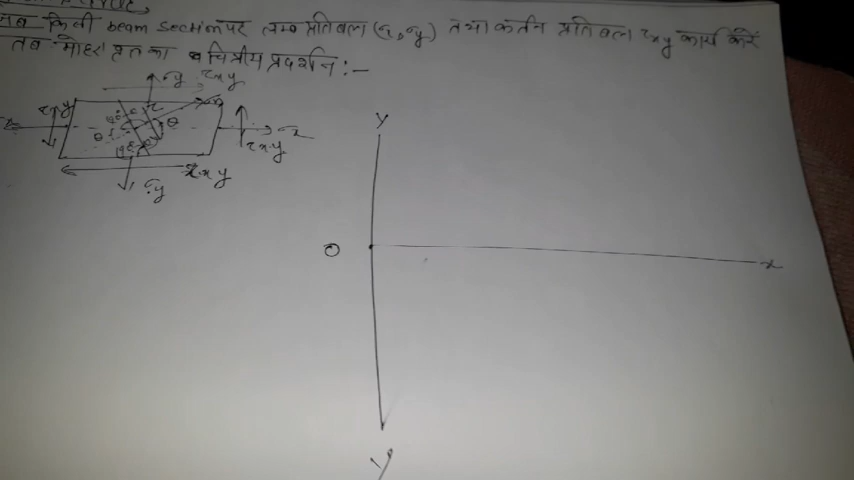 जब किसी beam section पर लम्ब प्रतिबल (σx, σy) तथा कर्तन प्रतिबल τxy कार्य करें
तब मोहर वृत का चित्रीय प्रदर्शन :-
σy τxy
τxy
θ
θ
σx
τxy
τxy
σy
y
O
x
y